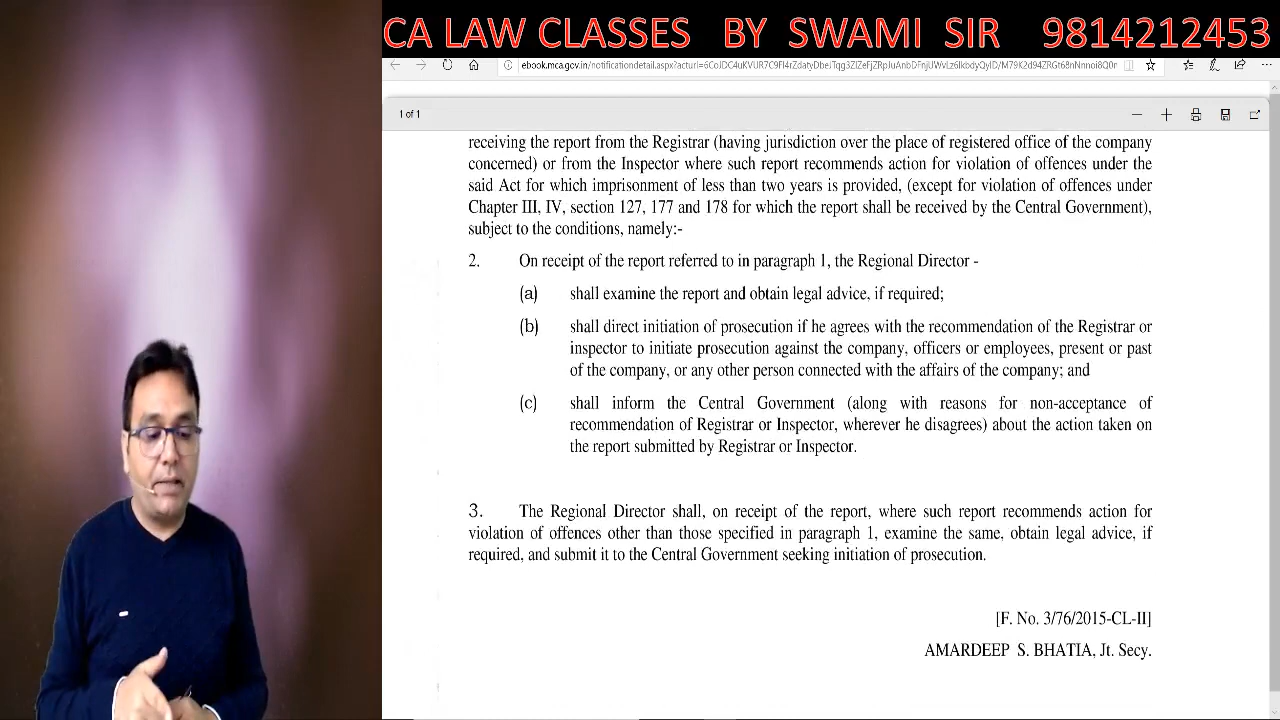 CA LAW CLASSES BY SWAMI SIR 9814212453
1 of 1
receiving the report from the Registrar (having jurisdiction over the place of registered office of the company
concerned) or from the Inspector where such report recommends action for violation of offences under the
said Act for which imprisonment of less than two years is provided, (except for violation of offences under
Chapter III, IV, section 127, 177 and 178 for which the report shall be received by the Central Government),
subject to the conditions, namely:-
2. On receipt of the report referred to in paragraph 1, the Regional Director -
(a) shall examine the report and obtain legal advice, if required;
(b) shall direct initiation of prosecution if he agrees with the recommendation of the Registrar or
inspector to initiate prosecution against the company, officers or employees, present or past
of the company, or any other person connected with the affairs of the company; and
(c) shall inform the Central Government (along with reasons for non-acceptance of
recommendation of Registrar or Inspector, wherever he disagrees) about the action taken on
the report submitted by Registrar or Inspector.
3. The Regional Director shall, on receipt of the report, where such report recommends action for
violation of offences other than those specified in paragraph 1, examine the same, obtain legal advice, if
required, and submit it to the Central Government seeking initiation of prosecution.
[F. No. 3/76/2015-CL-II]
AMARDEEP S. BHATIA, Jt. Secy.